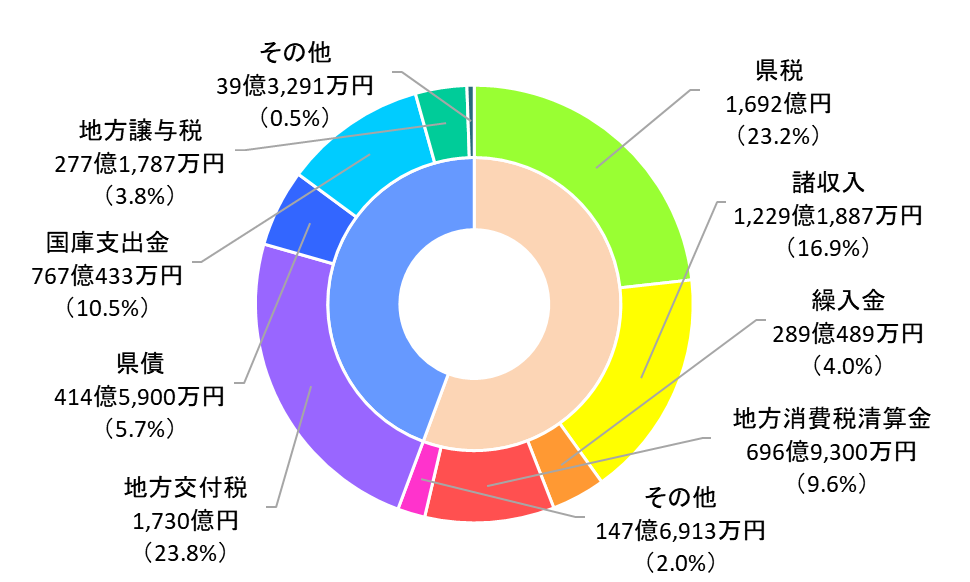 その他
39億3,291万円
（0.5%）
県税
1,692億円
（23.2%）
地方譲与税
277億1,787万円
（3.8%）
諸収入
1,229億1,887万円
（16.9%）
国庫支出金
767億433万円
（10.5%）
繰入金
289億489万円
（4.0%）
県債
414億5,900万円
（5.7%）
地方消費税清算金
696億9,300万円
（9.6%）
地方交付税
1,730億円
（23.8%）
その他
147億6,913万円
（2.0%）